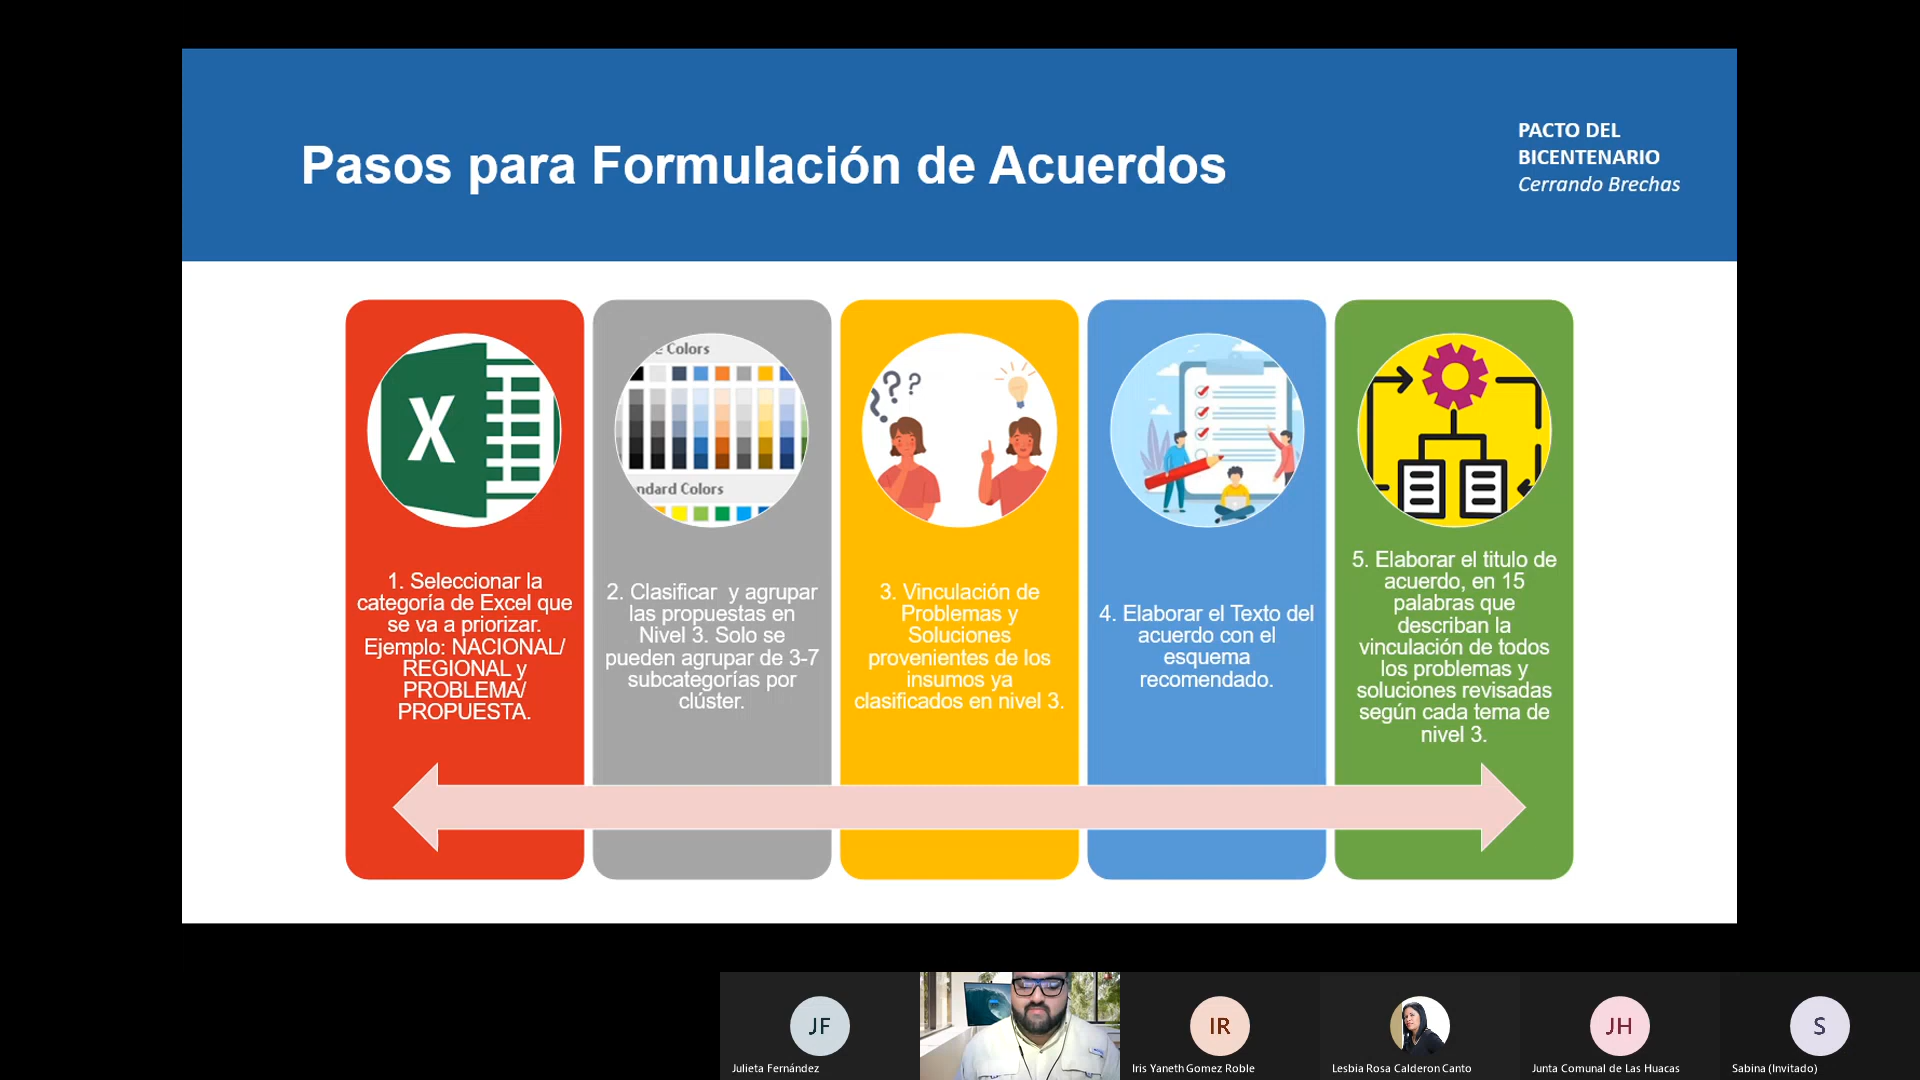 Pasos para Formulación de Acuerdos
PACTO DEL
BICENTENARIO
Cerrando Brechas
X
e Colors
ndard Colors
? ? ?
1. Seleccionar la
categoría de Excel que
se va a priorizar.
Ejemplo: NACIONAL/
REGIONAL y
PROBLEMA/
PROPUESTA.
2. Clasificar  y agrupar
las propuestas en
Nivel 3. Solo se
pueden agrupar de 3-7
subcategorías por
clúster.
3. Vinculación de
Problemas y
Soluciones
provenientes de los
insumos ya
clasificados en nivel 3.
4. Elaborar el Texto del
acuerdo con el
esquema
recomendado.
5. Elaborar el titulo de
acuerdo, en 15
palabras que
describan la
vinculación de todos
los problemas y
soluciones revisadas
según cada tema de
nivel 3.
JF
Julieta Fernández
IR
Iris Yaneth Gomez Roble
Lesbia Rosa Calderon Canto
JH
Junta Comunal de Las Huacas
S
Sabina (Invitado)